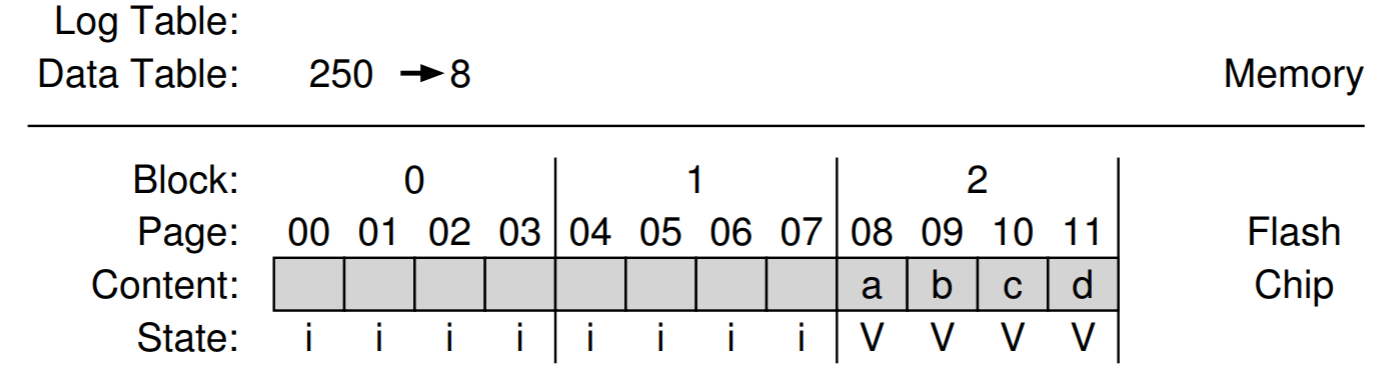 Log Table:
Data Table: 250 → 8 Memory
Block: 0 1 2
Page: 00 01 02 03 04 05 06 07 08 09 10 11 Flash
Content: a b c d Chip
State: i i i i i i i i V V V V